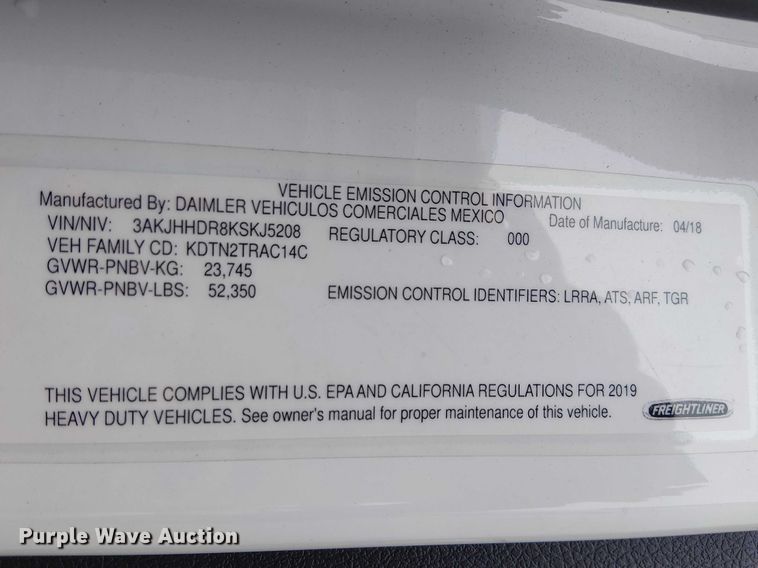 VEHICLE EMISSION CONTROL INFORMATION
Manufactured By: DAIMLER VEHICULOS COMERCIALES MEXICO Date of Manufacture: 04/18
VIN/NIV: 3AKJHHDR8KSKJ5208 REGULATORY CLASS: 000
VEH FAMILY CD: KDTN2TRAC14C
GVWR-PNBV-KG: 23,745
GVWR-PNBV-LBS: 52,350 EMISSION CONTROL IDENTIFIERS: LRRA, ATS, ARF, TGR
THIS VEHICLE COMPLIES WITH U.S. EPA AND CALIFORNIA REGULATIONS FOR 2019
HEAVY DUTY VEHICLES. See owner's manual for proper maintenance of this vehicle.
FREIGHTLINER
Purple Wave Auction